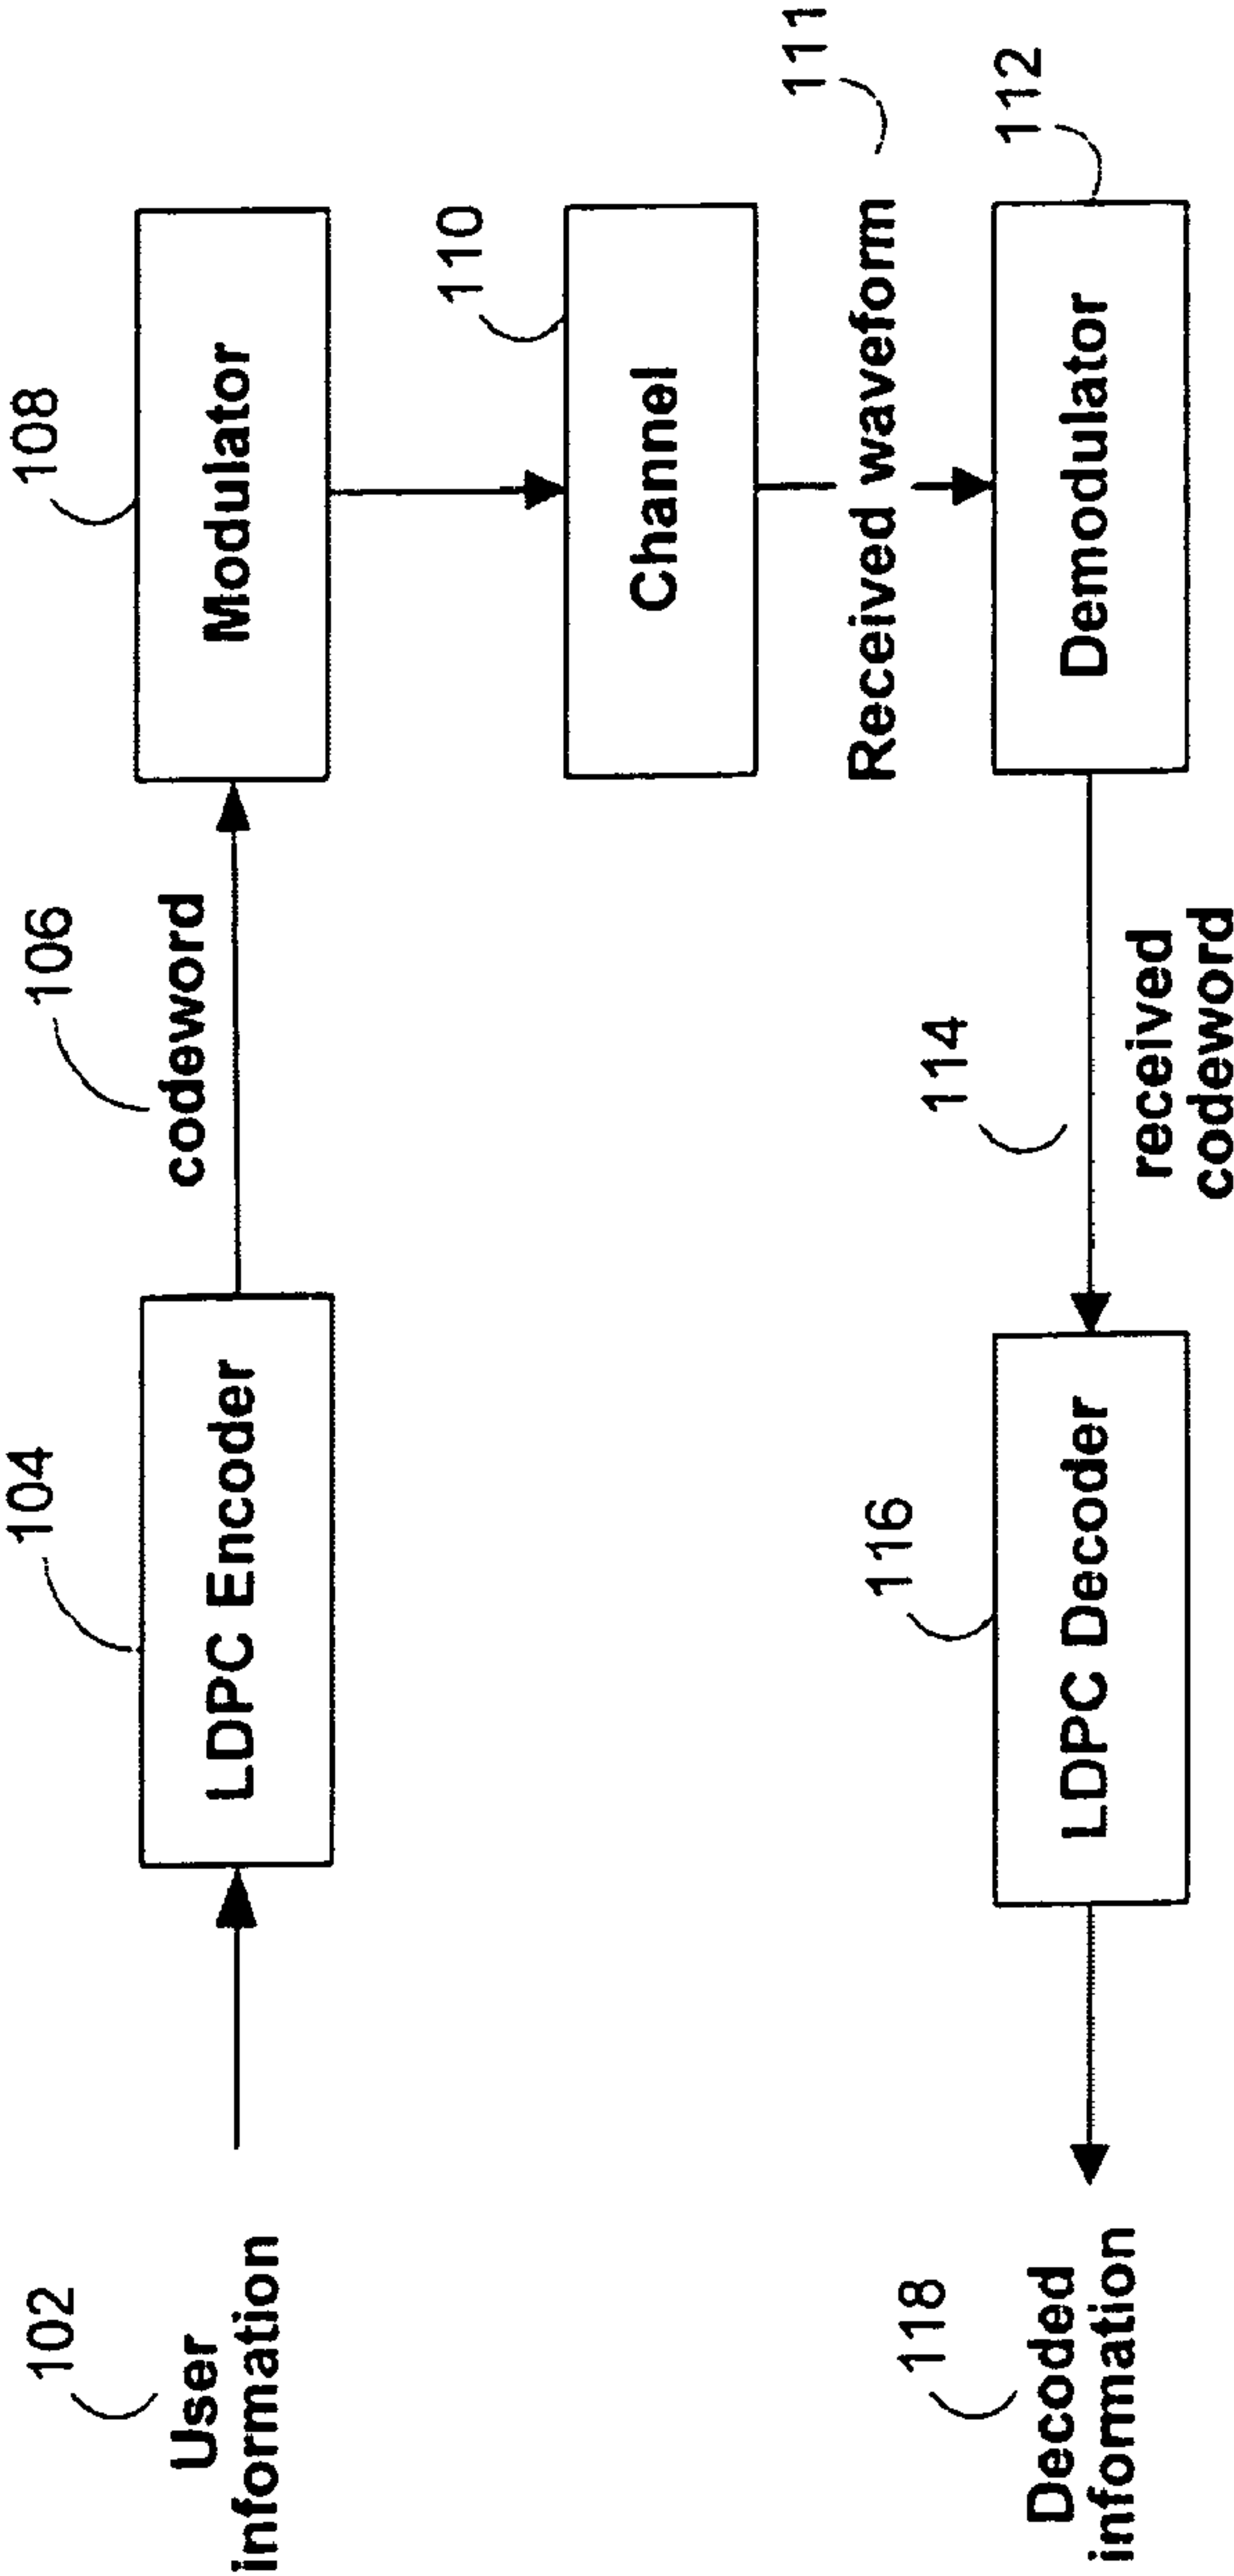 102
User
information
104
LDPC Encoder
106
codeword
108
Modulator
110
Channel
Received waveform
111
112
Demodulator
114
received
codeword
116
LDPC Decoder
118
Decoded
information